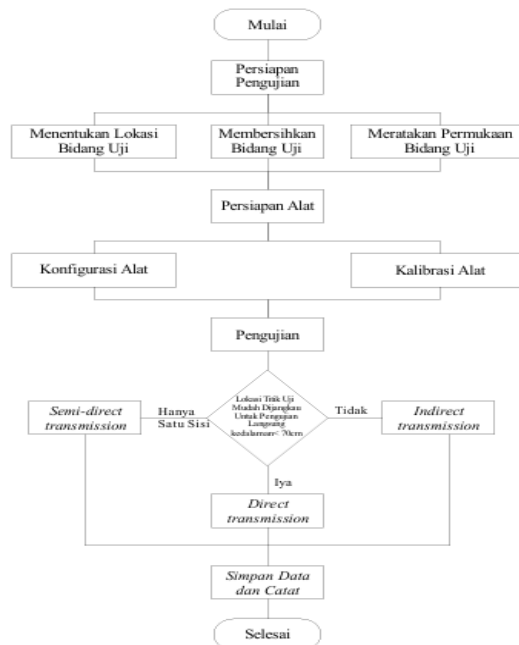 Mulai
Persiapan
Pengujian
Menentukan Lokasi
Bidang Uji
Membersihkan
Bidang Uji
Meratakan Permukaan
Bidang Uji
Persiapan Alat
Konfigurasi Alat
Kalibrasi Alat
Pengujian
Lokasi Titik Uji
Mudah Dijangkau
Untuk Pengujian
Langsung
kedalaman< 70cm
Semi-direct
transmission
Hanya
Satu Sisi
Tidak
Indirect
transmission
Iya
Direct
transmission
Simpan Data
dan Catat
Selesai